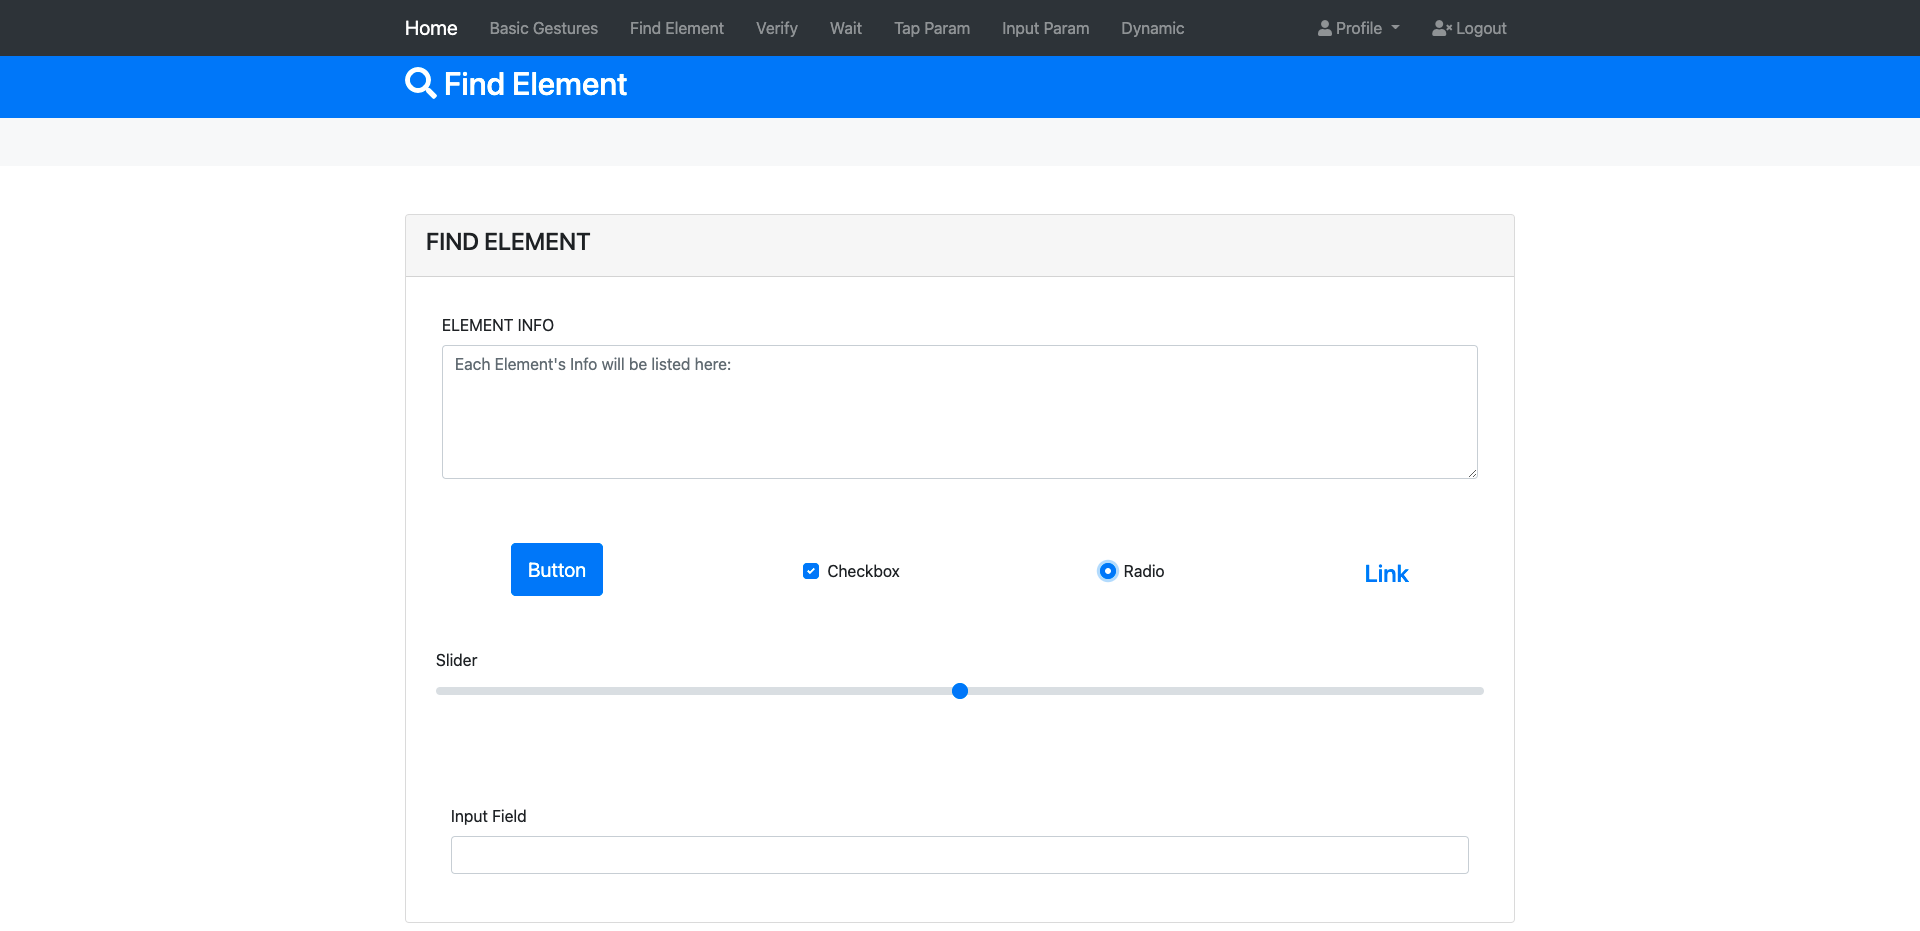 Home Basic Gestures Find Element Verify Wait Tap Param Input Param Dynamic Profile Logout
Find Element
FIND ELEMENT
ELEMENT INFO
Each Element's Info will be listed here:
Button Checkbox Radio Link
Slider
Input Field